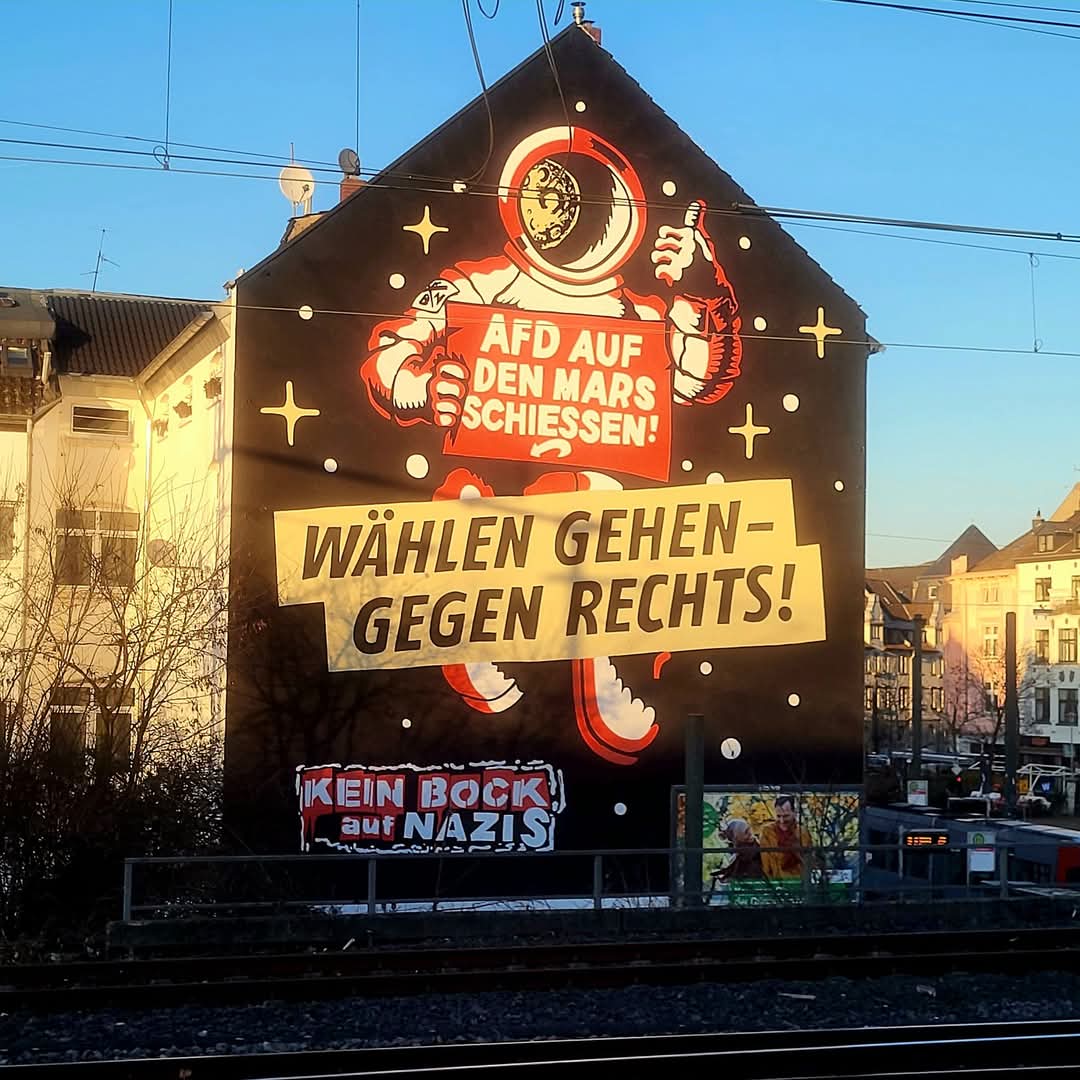 AFD AUF
DEN MARS
SCHIESSEN!
WÄHLEN GEHEN–
GEGEN RECHTS!
KEIN BOCK
auf NAZIS